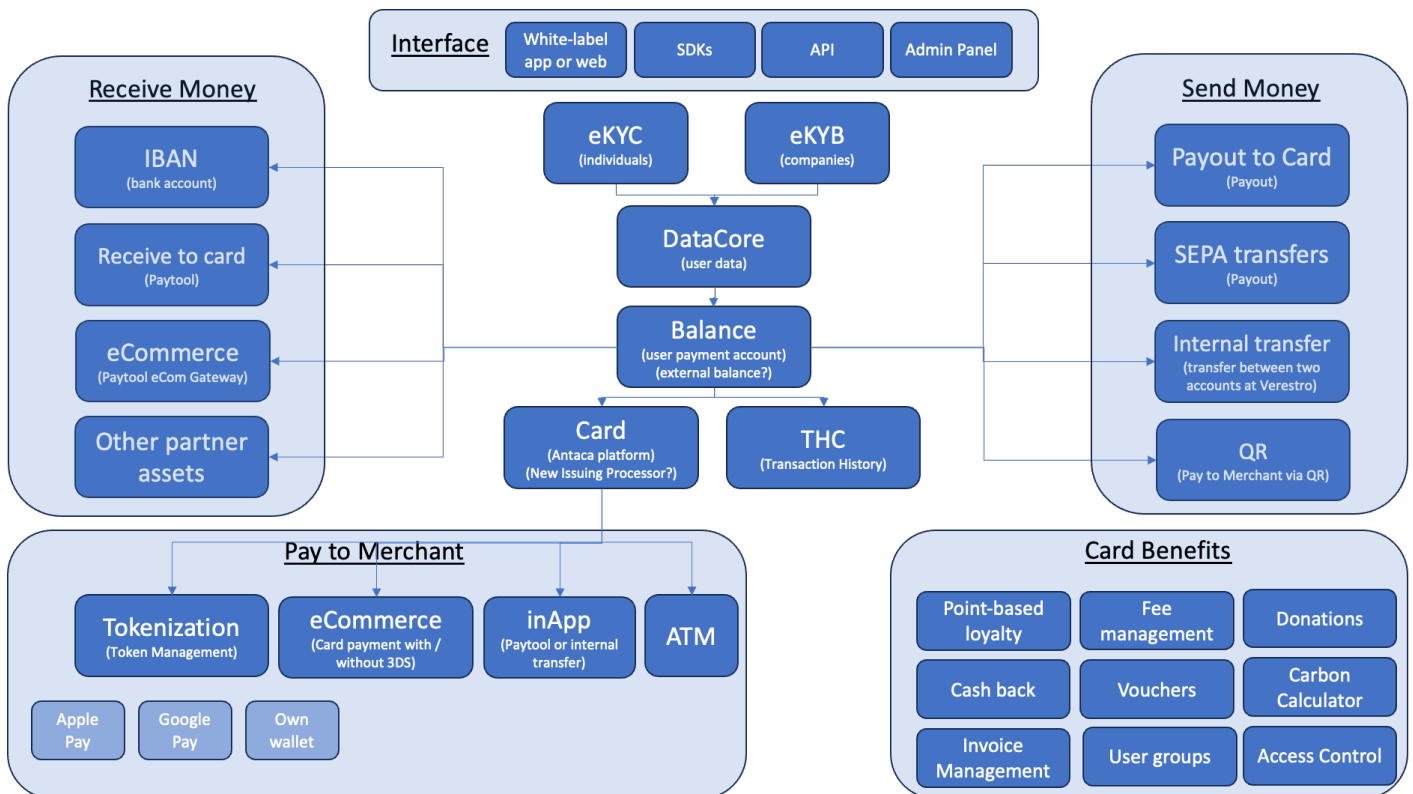 Interface
White-label
app or web
SDKs
API
Admin Panel
Receive Money
IBAN
(bank account)
Receive to card
(Paytool)
eCommerce
(Paytool eCom Gateway)
Other partner
assets
eKYC
(individuals)
eKYB
(companies)
DataCore
(user data)
Balance
(user payment account)
(external balance?)
Card
(Antaca platform)
(New Issuing Processor?)
THC
(Transaction History)
Send Money
Payout to Card
(Payout)
SEPA transfers
(Payout)
Internal transfer
(transfer between two
accounts at Verestro)
QR
(Pay to Merchant via QR)
Pay to Merchant
Tokenization
(Token Management)
eCommerce
(Card payment with /
without 3DS)
inApp
(Paytool or internal
transfer)
ATM
Apple
Pay
Google
Pay
Own
wallet
Card Benefits
Point-based
loyalty
Fee
management
Donations
Cash back
Vouchers
Carbon
Calculator
Invoice
Management
User groups
Access Control